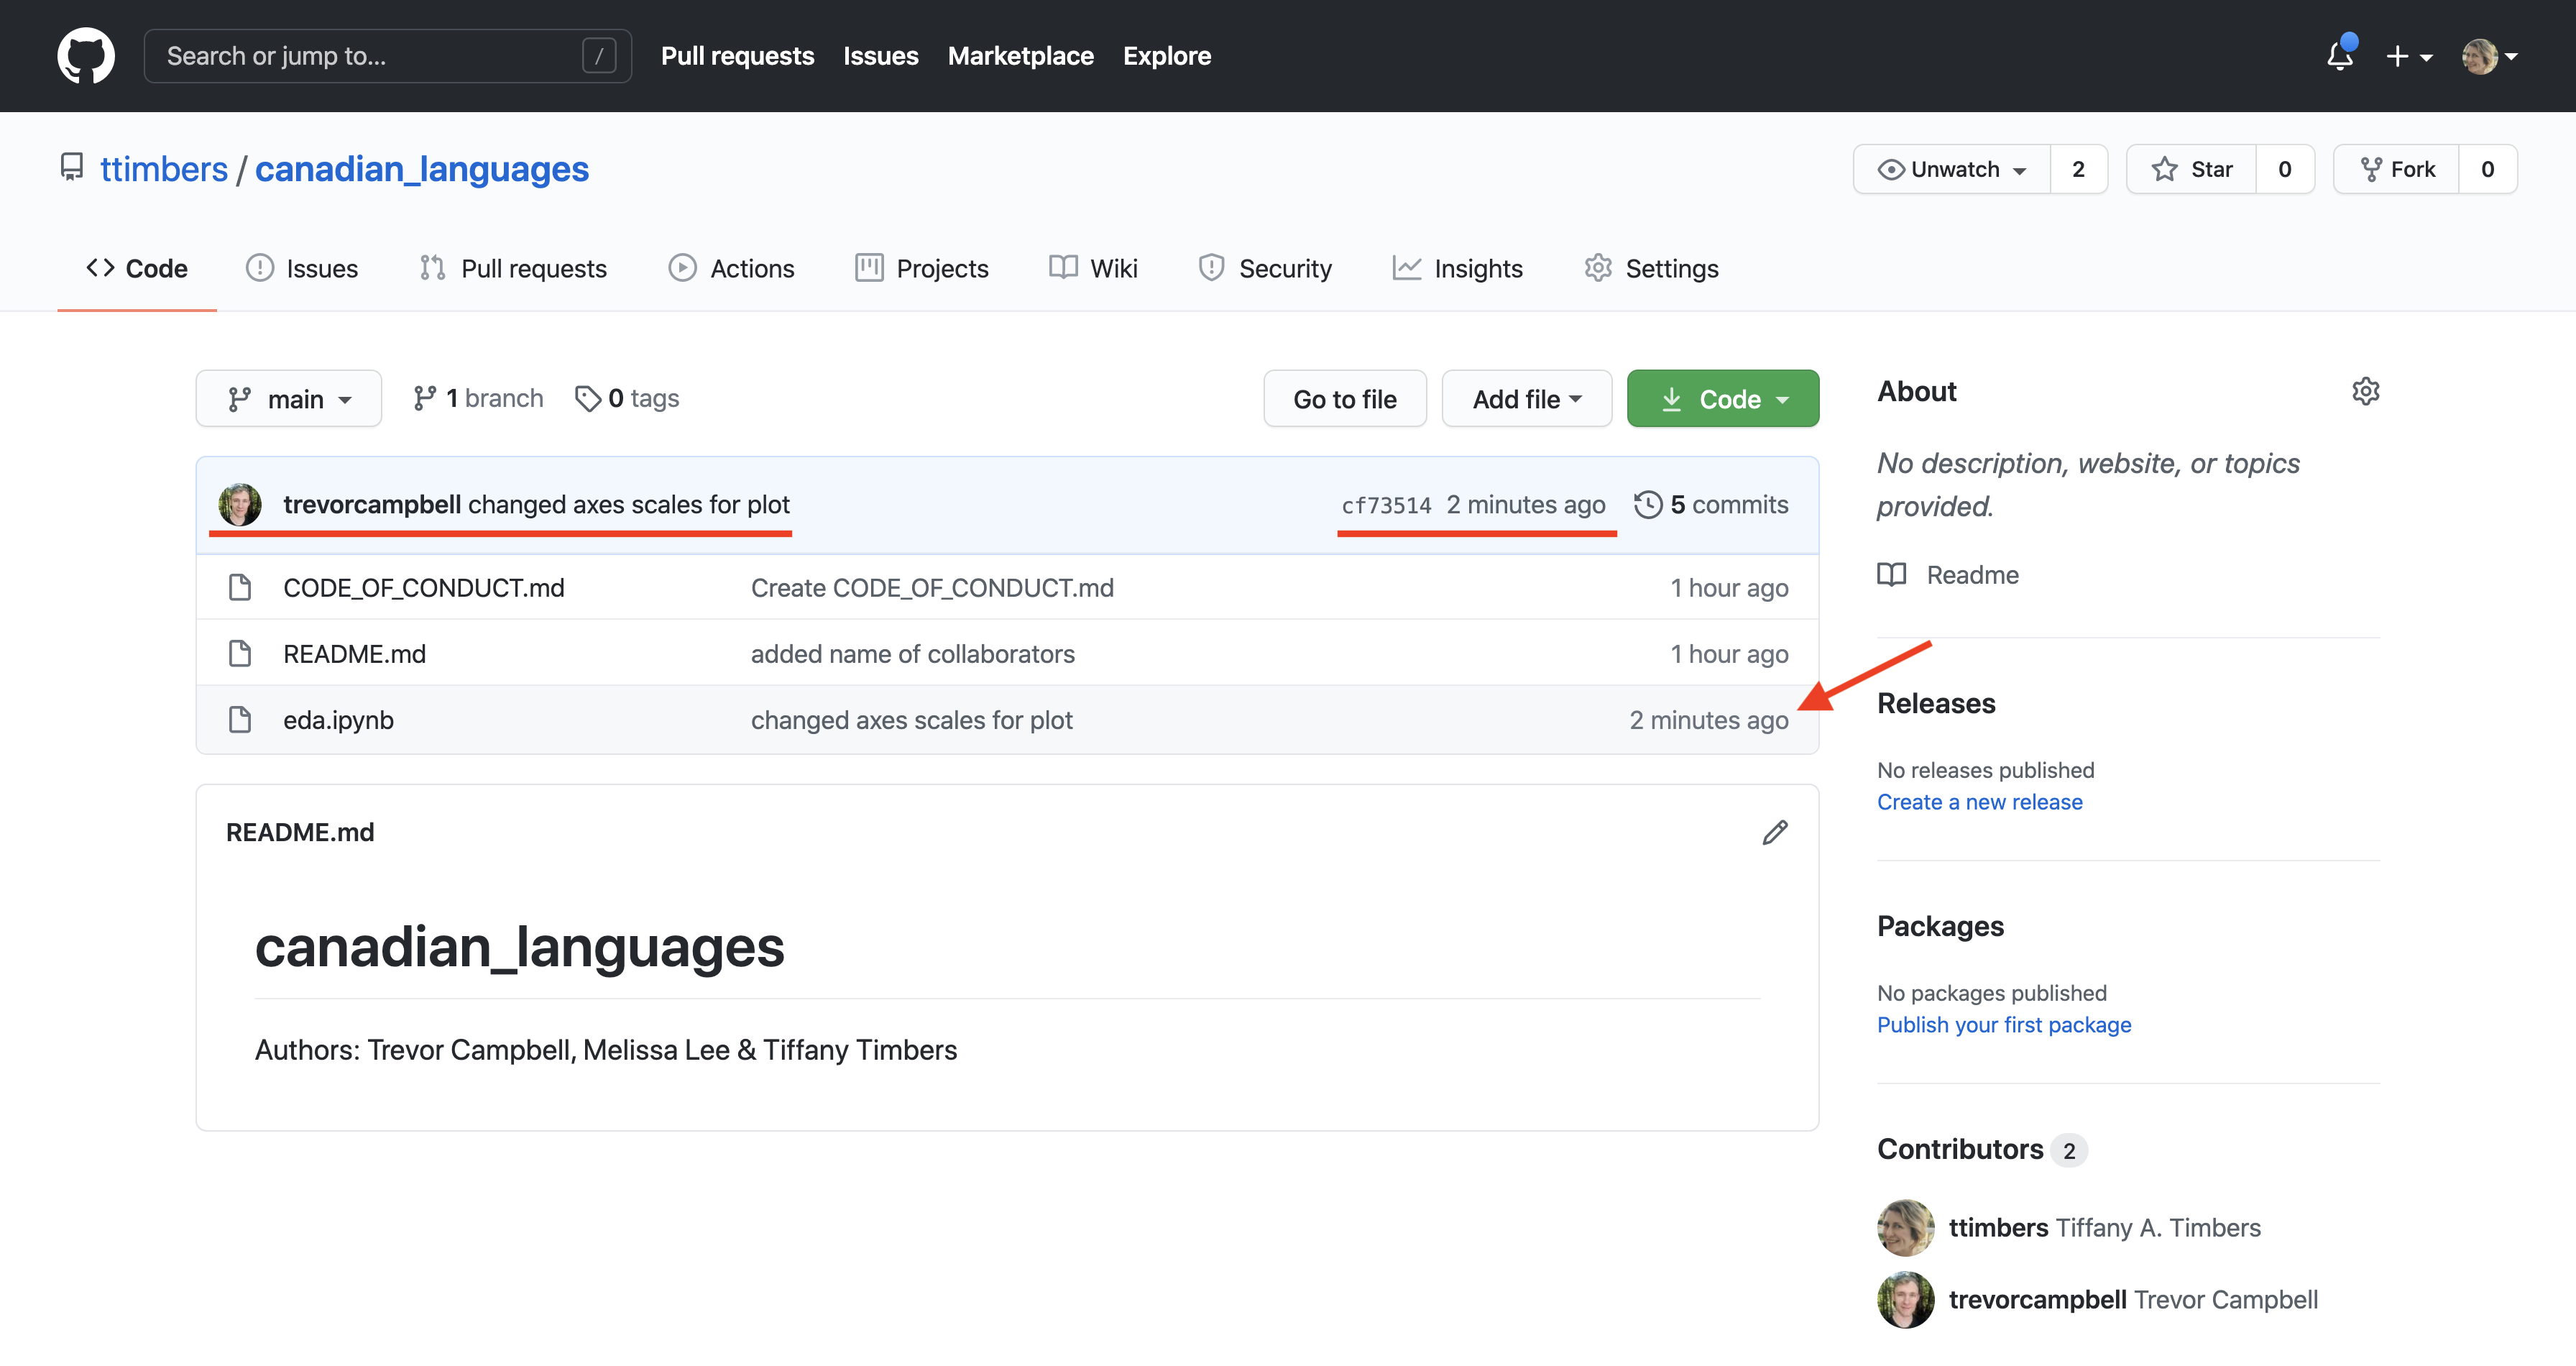 Search or jump to... / Pull requests Issues Marketplace Explore
ttimbers / canadian_languages Unwatch 2 Star 0 Fork 0
Code Issues Pull requests Actions Projects Wiki Security Insights Settings
main 1 branch 0 tags Go to file Add file Code
trevorcampbell changed axes scales for plot cf73514 2 minutes ago 5 commits
CODE_OF_CONDUCT.md Create CODE_OF_CONDUCT.md 1 hour ago
README.md added name of collaborators 1 hour ago
eda.ipynb changed axes scales for plot 2 minutes ago
README.md
canadian_languages
Authors: Trevor Campbell, Melissa Lee & Tiffany Timbers
About
No description, website, or topics
provided.
Readme
Releases
No releases published
Create a new release
Packages
No packages published
Publish your first package
Contributors 2
ttimbers Tiffany A. Timbers
trevorcampbell Trevor Campbell